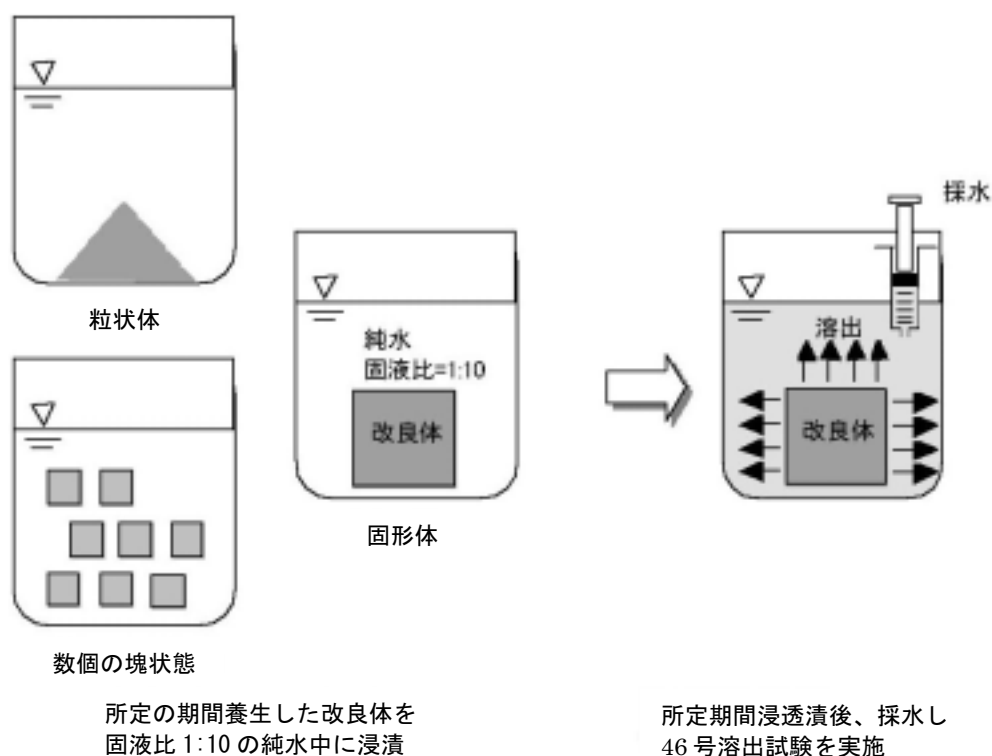 粒状体
数個の塊状態
純水
固液比=1:10
改良体
固形体
採水
溶出
改良体
所定の期間養生した改良体を
固液比 1:10 の純水中に浸漬
所定期間浸透漬後、採水し
46 号溶出試験を実施